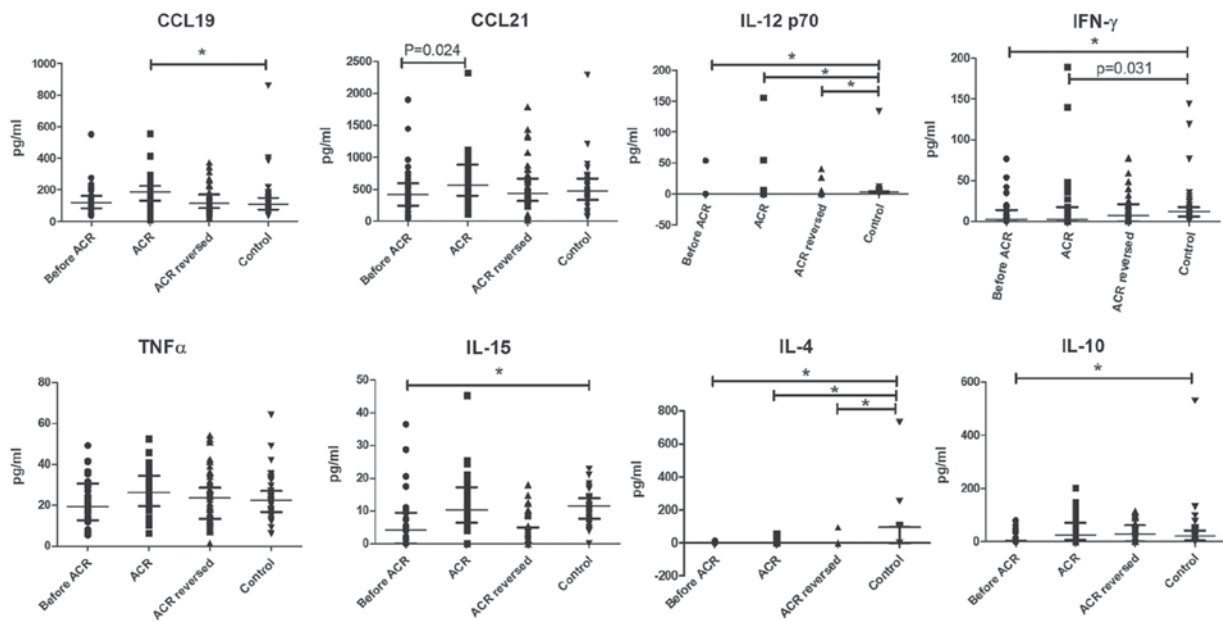 CCL19
*
pg/ml
1000
800
600
400
200
0
Before ACR
ACR
ACR reversed
Control
CCL21
P=0.024
pg/ml
2500
2000
1500
1000
500
0
Before ACR
ACR
ACR reversed
Control
IL-12 p70
*
*
*
pg/ml
200
150
100
50
0
-50
Before ACR
ACR
ACR reversed
Control
IFN-γ
*
p=0.031
pg/ml
200
150
100
50
0
Before ACR
ACR
ACR reversed
Control
TNFα
pg/ml
80
60
40
20
0
Before ACR
ACR
ACR reversed
Control
IL-15
*
pg/ml
50
40
30
20
10
0
Before ACR
ACR
ACR reversed
Control
IL-4
*
*
*
pg/ml
800
600
400
200
0
-200
Before ACR
ACR
ACR reversed
Control
IL-10
*
pg/ml
600
400
200
0
Before ACR
ACR
ACR reversed
Control